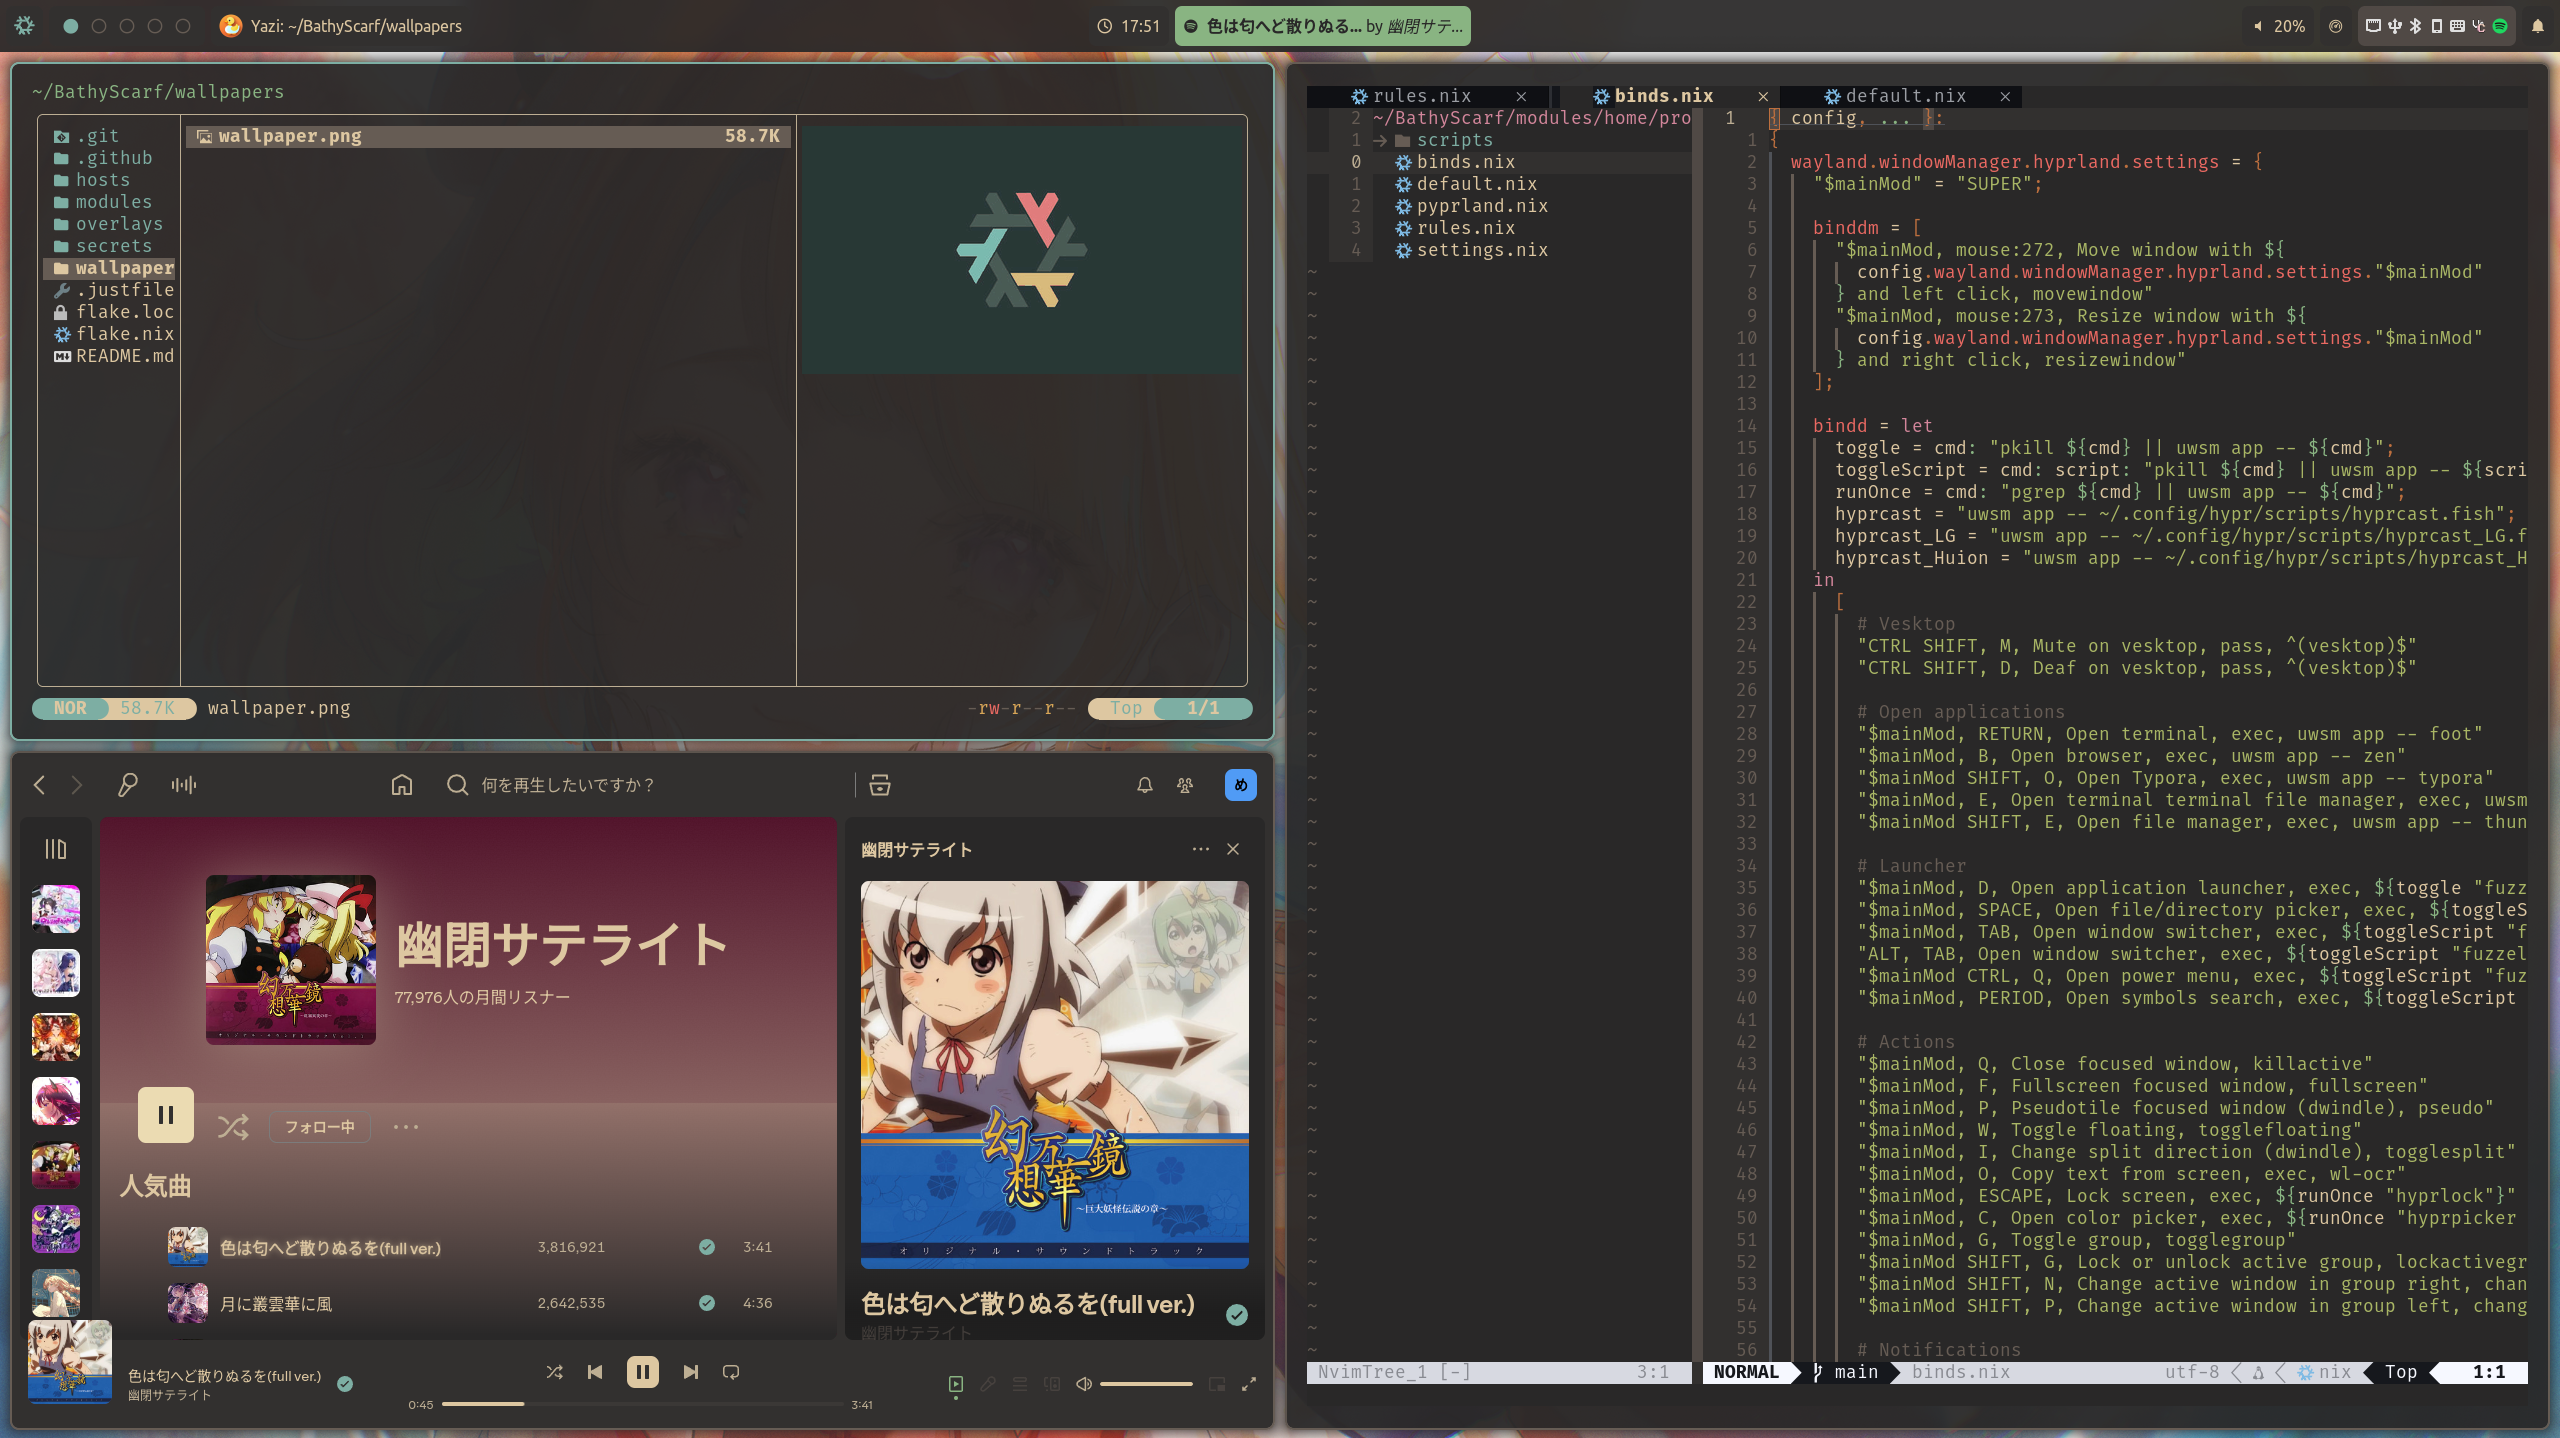 Yazi: ~/BathyScarf/wallpapers
17:51
色は匂へど散りぬる... by 幽閉サテ...
20%
~/BathyScarf/wallpapers
.git
.github
hosts
modules
overlays
secrets
wallpaper
.justfile
flake.loc
flake.nix
README.md
wallpaper.png 58.7K
NOR 58.7K wallpaper.png
-rw-r--r-- Top 1/1
何を再生したいですか？
め
幽閉サテライト
77,976人の月間リスナー
フォロー中
人気曲
色は匂へど散りぬるを(full ver.) 3,816,921 3:41
月に叢雲華に風 2,642,535 4:36
幽閉サテライト
幻想万華鏡
～巨大妖怪伝説の章～
オリジナル・サウンドトラック
色は匂へど散りぬるを(full ver.)
幽閉サテライト
色は匂へど散りぬるを(full ver.)
幽閉サテライト
0:45
3:41
rules.nix
binds.nix
default.nix
2 ~/BathyScarf/modules/home/pro
1 scripts
0 binds.nix
1 default.nix
2 pyprland.nix
3 rules.nix
4 settings.nix
NvimTree_1 [-] 3:1
1 { config, ... }:
1 {
2 wayland.windowManager.hyprland.settings = {
3 "$mainMod" = "SUPER";
4
5 binddm = [
6 "$mainMod, mouse:272, Move window with ${
7 config.wayland.windowManager.hyprland.settings."$mainMod"
8 } and left click, movewindow"
9 "$mainMod, mouse:273, Resize window with ${
10 config.wayland.windowManager.hyprland.settings."$mainMod"
11 } and right click, resizewindow"
12 ];
13
14 bindd = let
15 toggle = cmd: "pkill ${cmd} || uwsm app -- ${cmd}";
16 toggleScript = cmd: script: "pkill ${cmd} || uwsm app -- ${scri
17 runOnce = cmd: "pgrep ${cmd} || uwsm app -- ${cmd}";
18 hyprcast = "uwsm app -- ~/.config/hypr/scripts/hyprcast.fish";
19 hyprcast_LG = "uwsm app -- ~/.config/hypr/scripts/hyprcast_LG.f
20 hyprcast_Huion = "uwsm app -- ~/.config/hypr/scripts/hyprcast_H
21 in
22 [
23 # Vesktop
24 "CTRL SHIFT, M, Mute on vesktop, pass, ^(vesktop)$"
25 "CTRL SHIFT, D, Deaf on vesktop, pass, ^(vesktop)$"
26
27 # Open applications
28 "$mainMod, RETURN, Open terminal, exec, uwsm app -- foot"
29 "$mainMod, B, Open browser, exec, uwsm app -- zen"
30 "$mainMod SHIFT, O, Open Typora, exec, uwsm app -- typora"
31 "$mainMod, E, Open terminal terminal file manager, exec, uwsm
32 "$mainMod SHIFT, E, Open file manager, exec, uwsm app -- thun
33
34 # Launcher
35 "$mainMod, D, Open application launcher, exec, ${toggle "fuzz
36 "$mainMod, SPACE, Open file/directory picker, exec, ${toggleS
37 "$mainMod, TAB, Open window switcher, exec, ${toggleScript "f
38 "ALT, TAB, Open window switcher, exec, ${toggleScript "fuzzel
39 "$mainMod CTRL, Q, Open power menu, exec, ${toggleScript "fuz
40 "$mainMod, PERIOD, Open symbols search, exec, ${toggleScript
41
42 # Actions
43 "$mainMod, Q, Close focused window, killactive"
44 "$mainMod, F, Fullscreen focused window, fullscreen"
45 "$mainMod, P, Pseudotile focused window (dwindle), pseudo"
46 "$mainMod, W, Toggle floating, togglefloating"
47 "$mainMod, I, Change split direction (dwindle), togglesplit"
48 "$mainMod, O, Copy text from screen, exec, wl-ocr"
49 "$mainMod, ESCAPE, Lock screen, exec, ${runOnce "hyprlock"}"
50 "$mainMod, C, Open color picker, exec, ${runOnce "hyprpicker
51 "$mainMod, G, Toggle group, togglegroup"
52 "$mainMod SHIFT, G, Lock or unlock active group, lockactivegr
53 "$mainMod SHIFT, N, Change active window in group right, chan
54 "$mainMod SHIFT, P, Change active window in group left, chang
55
56 # Notifications
NORMAL main binds.nix utf-8 nix Top 1:1